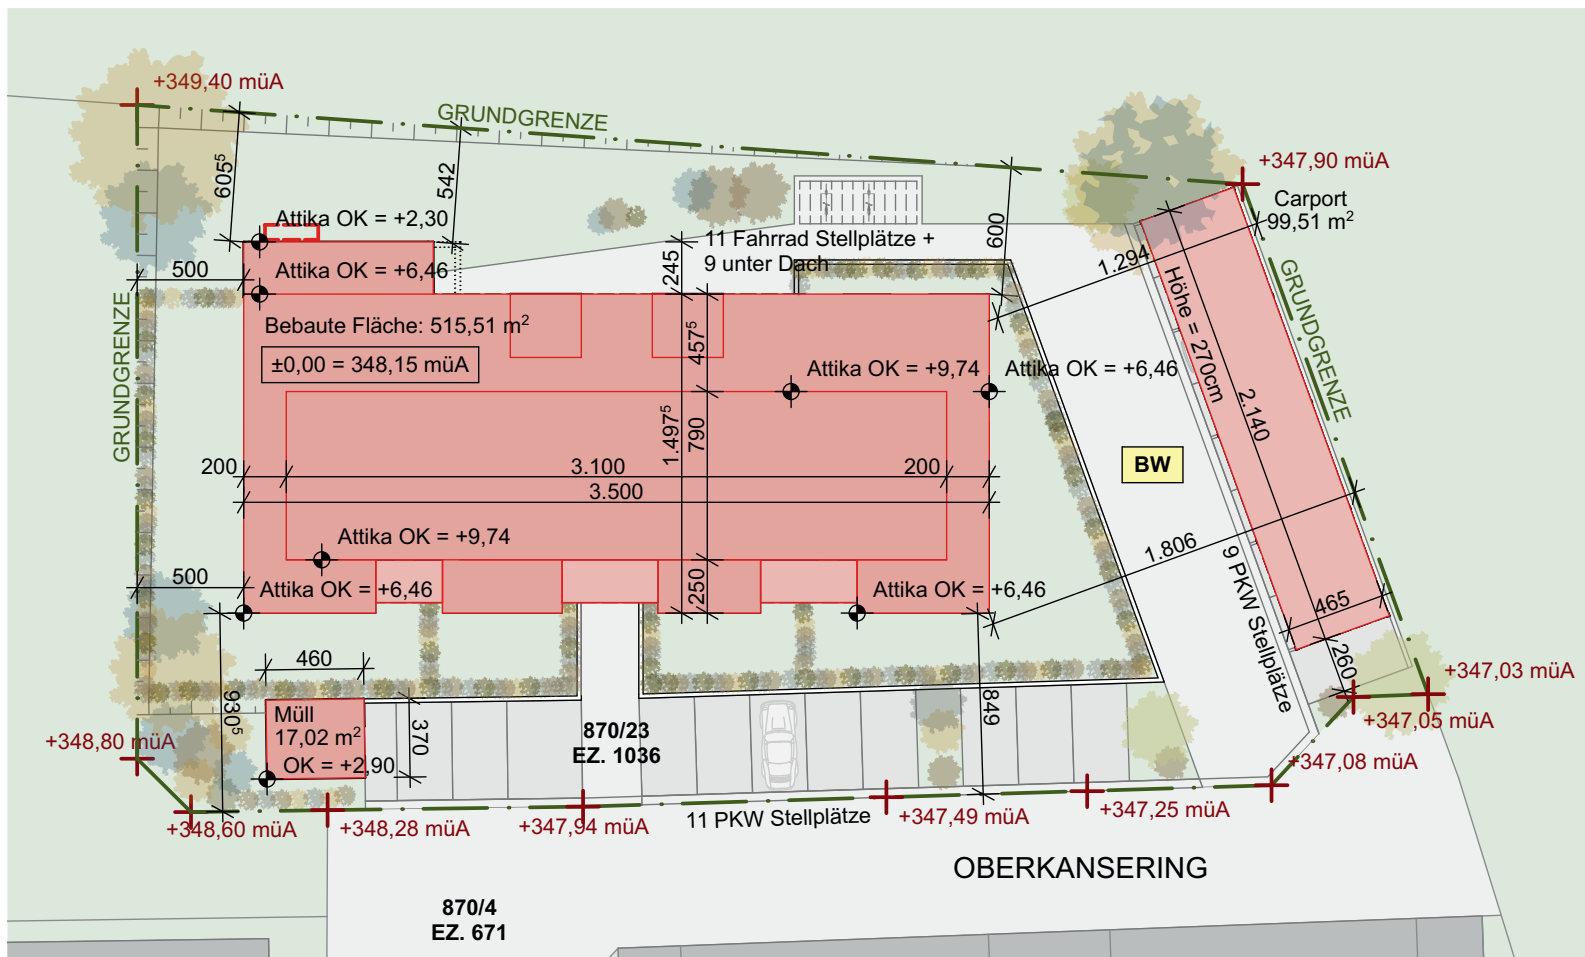 +349,40 müA
GRUNDGRENZE
+347,90 müA
Carport
99,51 m²
605⁵
542
600
Attika OK = +2,30
11 Fahrrad Stellplätze +
9 unter Dach
245
1.294
500
Attika OK = +6,46
GRUNDGRENZE
GRUNDGRENZE
Höhe = 270cm
Bebaute Fläche: 515,51 m²
±0,00 = 348,15 müA
457⁵
Attika OK = +9,74
Attika OK = +6,46
2.140
1.497⁵
790
200
3.100
200
3.500
BW
Attika OK = +9,74
1.806
500
Attika OK = +6,46
250
Attika OK = +6,46
465
9 PKW Stellplätze
460
260
+347,03 müA
930⁵
Müll
17,02 m²
OK = +2,90
370
849
+347,05 müA
870/23
EZ. 1036
+348,80 müA
+347,08 müA
+348,60 müA
+348,28 müA
+347,94 müA
11 PKW Stellplätze
+347,49 müA
+347,25 müA
OBERKANSERING
870/4
EZ. 671